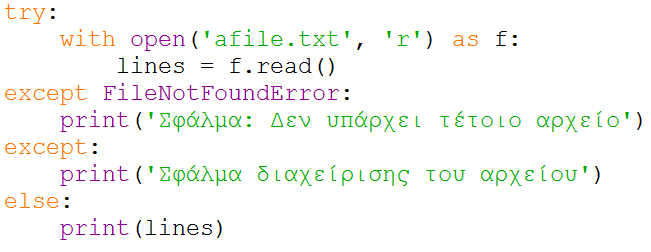 try:
    with open('afile.txt', 'r') as f:
        lines = f.read()
except FileNotFoundError:
    print('Σφάλμα: Δεν υπάρχει τέτοιο αρχείο')
except:
    print('Σφάλμα διαχείρισης του αρχείου')
else:
    print(lines)